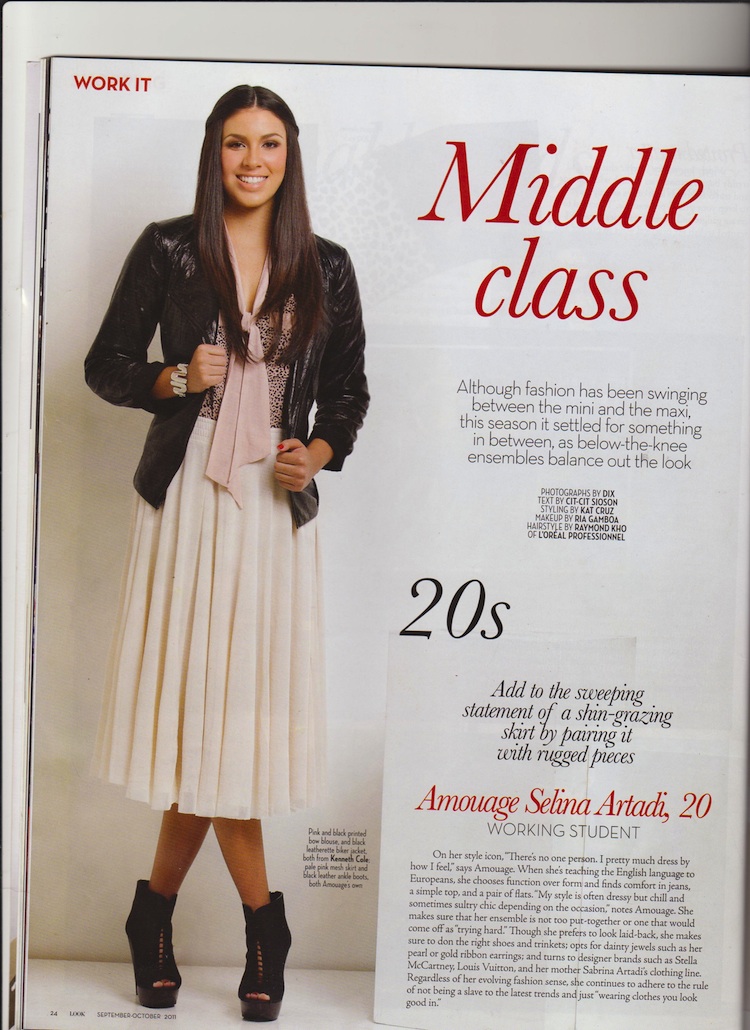 WORK IT
Middle
class
Although fashion has been swinging
between the mini and the maxi,
this season it settled for something
in between, as below-the-knee
ensembles balance out the look
PHOTOGRAPHS BY DIX
TEXT BY CIT-CIT SIOSON
STYLING BY KAT CRUZ
MAKEUP BY RIA GAMBOA
HAIRSTYLE BY RAYMOND KHO
OF L'ORÉAL PROFESSIONNEL
20s
Add to the sweeping
statement of a shin-grazing
skirt by pairing it
with rugged pieces
Amouage Selina Artadi, 20
WORKING STUDENT
On her style icon, "There's no one person. I pretty much dress by
how I feel," says Amouage. When she's teaching the English language to
Europeans, she chooses function over form and finds comfort in jeans,
a simple top, and a pair of flats. "My style is often dressy but chill and
sometimes sultry chic depending on the occasion," notes Amouage. She
makes sure that her ensemble is not too put-together or one that would
come off as "trying hard." Though she prefers to look laid-back, she makes
sure to don the right shoes and trinkets; opts for dainty jewels such as her
pearl or gold ribbon earrings; and turns to designer brands such as Stella
McCartney, Louis Vuitton, and her mother Sabrina Artadi's clothing line.
Regardless of her evolving fashion sense, she continues to adhere to the rule
of not being a slave to the latest trends and just "wearing clothes you look
good in."
Pink and black printed
bow blouse, and black
leatherette biker jacket,
both from Kenneth Cole;
pale pink mesh skirt and
black leather ankle boots,
both Amouage's own
24 LOOK SEPTEMBER-OCTOBER 2011